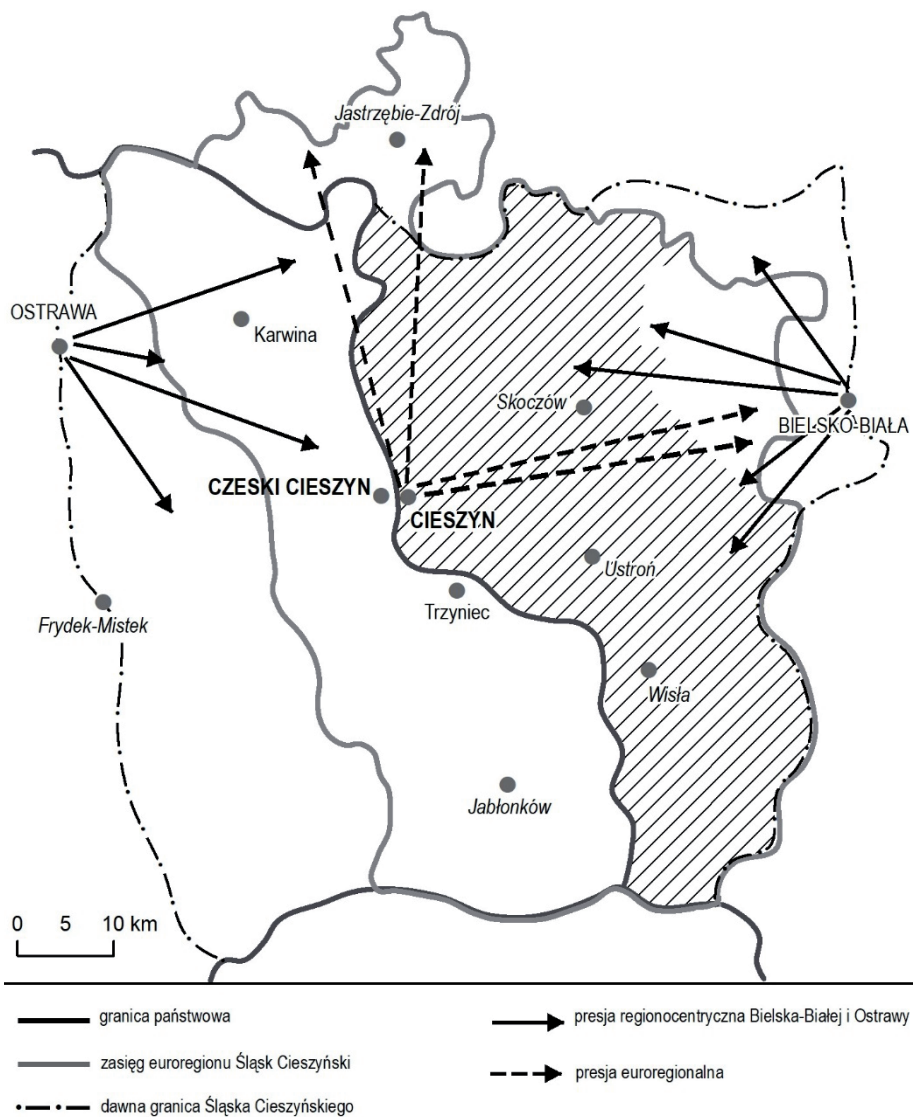 Jastrzębie-Zdrój
OSTRAWA
Karwina
Skoczów
BIELSKO-BIAŁA
CZESKI CIESZYN
CIESZYN
Ustroń
Trzyniec
Frydek-Mistek
Wisła
Jabłonków
0 5 10 km
granica państwowa
presja regionocentryczna Bielska-Białej i Ostrawy
zasięg euroregionu Śląsk Cieszyński
presja euroregionalna
dawna granica Śląska Cieszyńskiego